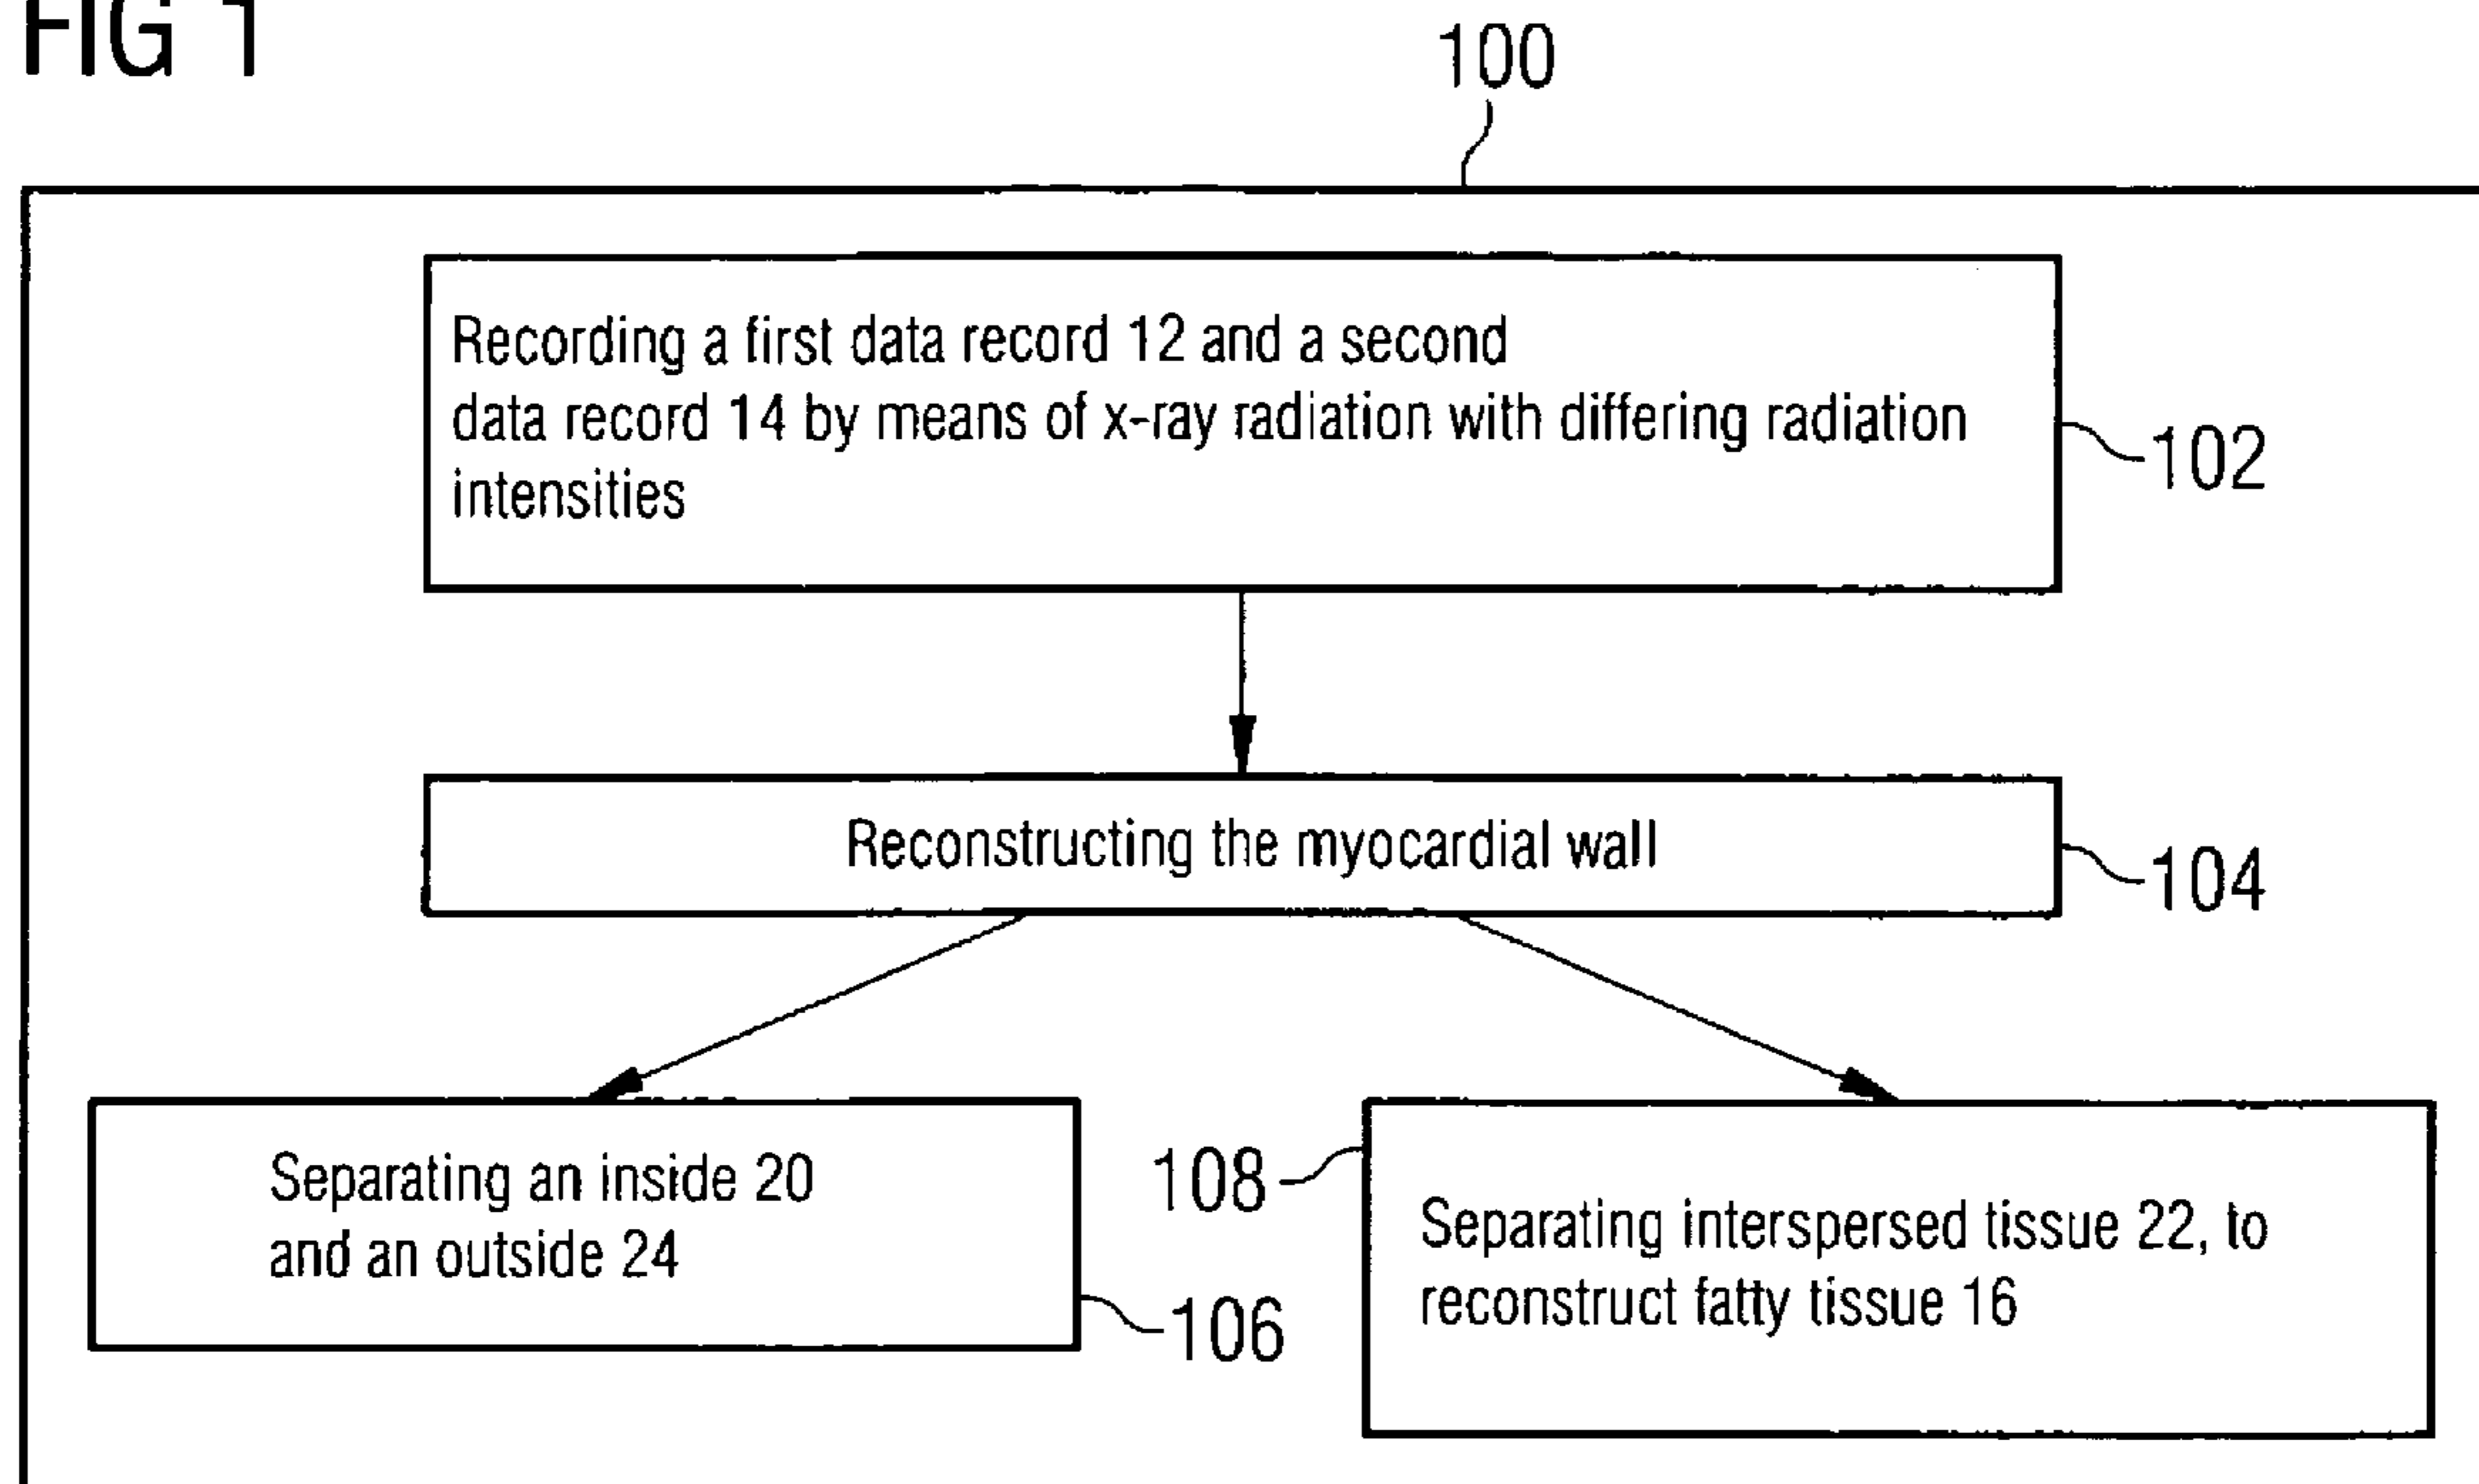 FIG 1
100
Recording a first data record 12 and a second
data record 14 by means of x-ray radiation with differing radiation
intensities
102
Reconstructing the myocardial wall
104
Separating an inside 20
and an outside 24
106
108
Separating interspersed tissue 22, to
reconstruct fatty tissue 16